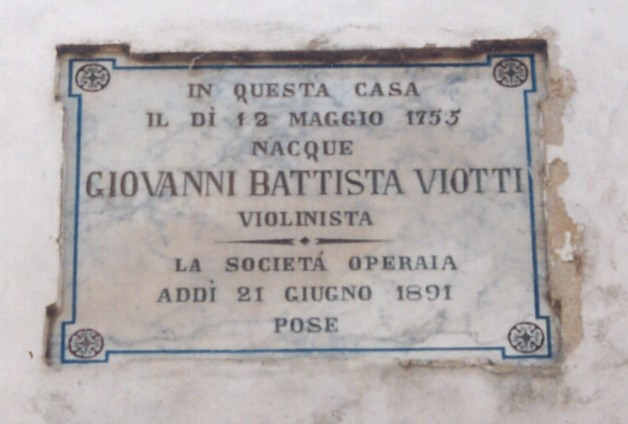 IN QUESTA CASA
IL DÌ 12 MAGGIO 1755
NACQUE
GIOVANNI BATTISTA VIOTTI
VIOLINISTA
LA SOCIETÁ OPERAIA
ADDÌ 21 GIUGNO 1891
POSE